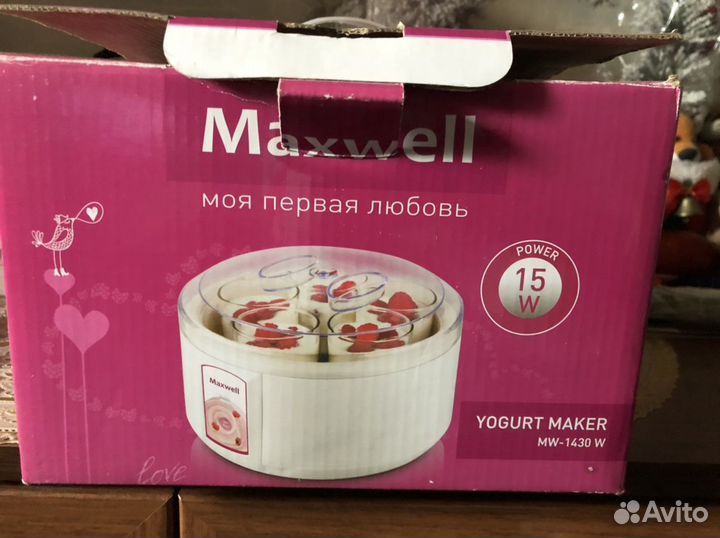 Maxwell
моя первая любовь
POWER
15
W
Maxwell
YOGURT MAKER
MW-1430 W
love
Avito